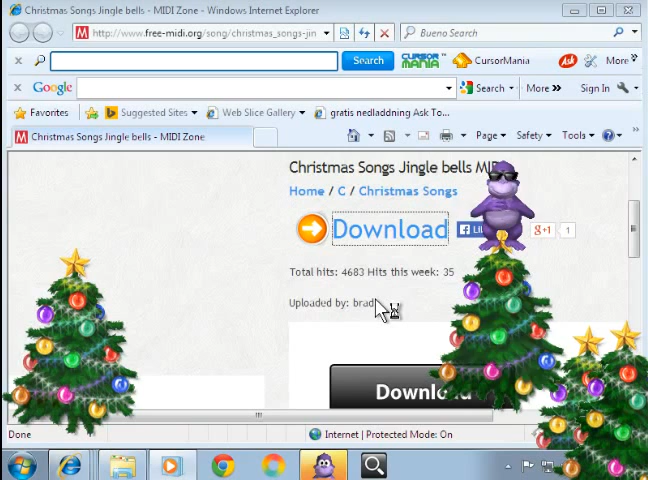 Christmas Songs Jingle bells - MIDI Zone - Windows Internet Explorer
http://www.free-midi.org/song/christmas_songs-jin
Bueno Search
Search
CURSOR MANIA
CursorMania
Ask
More
Google
Search
More »
Sign In
Favorites
Suggested Sites
Web Slice Gallery
gratis nedladdning Ask To...
Christmas Songs Jingle bells - MIDI Zone
Page
Safety
Tools
Christmas Songs Jingle bells MI
Home / C / Christmas Songs
Download
g+1
1
Total hits: 4683 Hits this week: 35
Uploaded by: brad
Done
Internet | Protected Mode: On